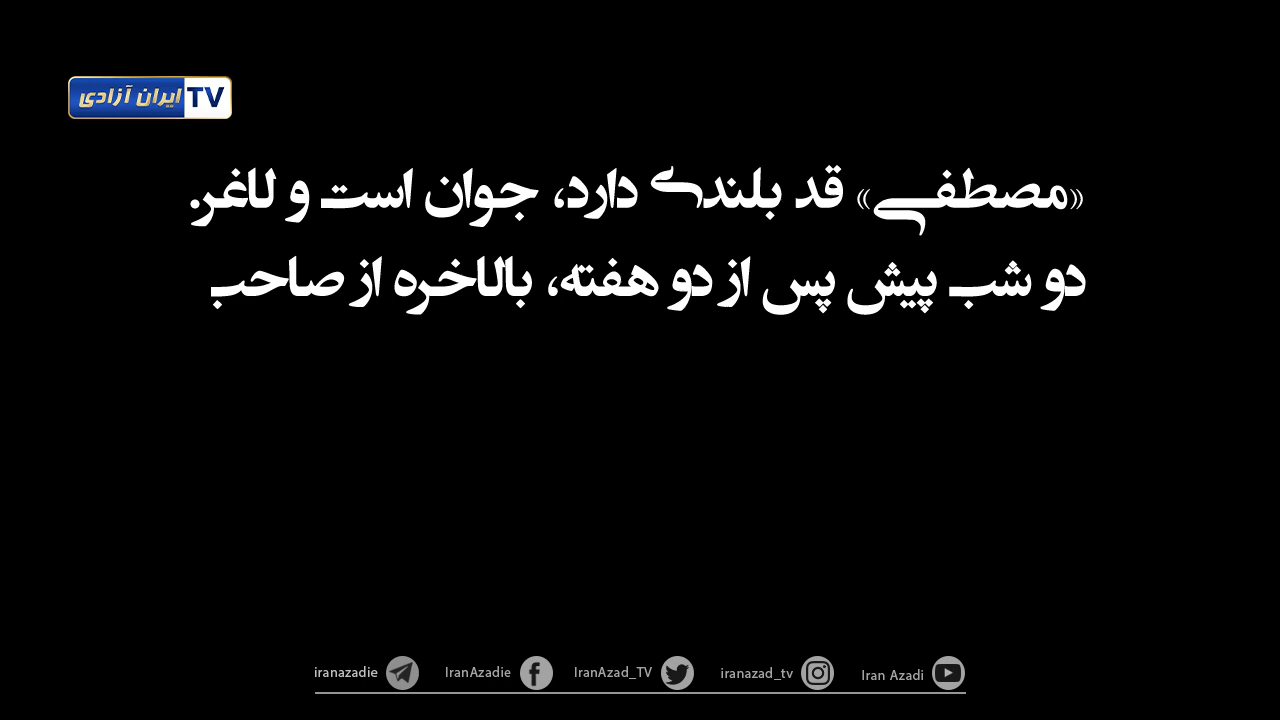 ایران آزادی TV
«مصطفی» قد بلندی دارد، جوان است و لاغر.
دو شب پیش پس از دو هفته، بالاخره از صاحب
iranazadie IranAzadie IranAzad_TV iranazad_tv Iran Azadi